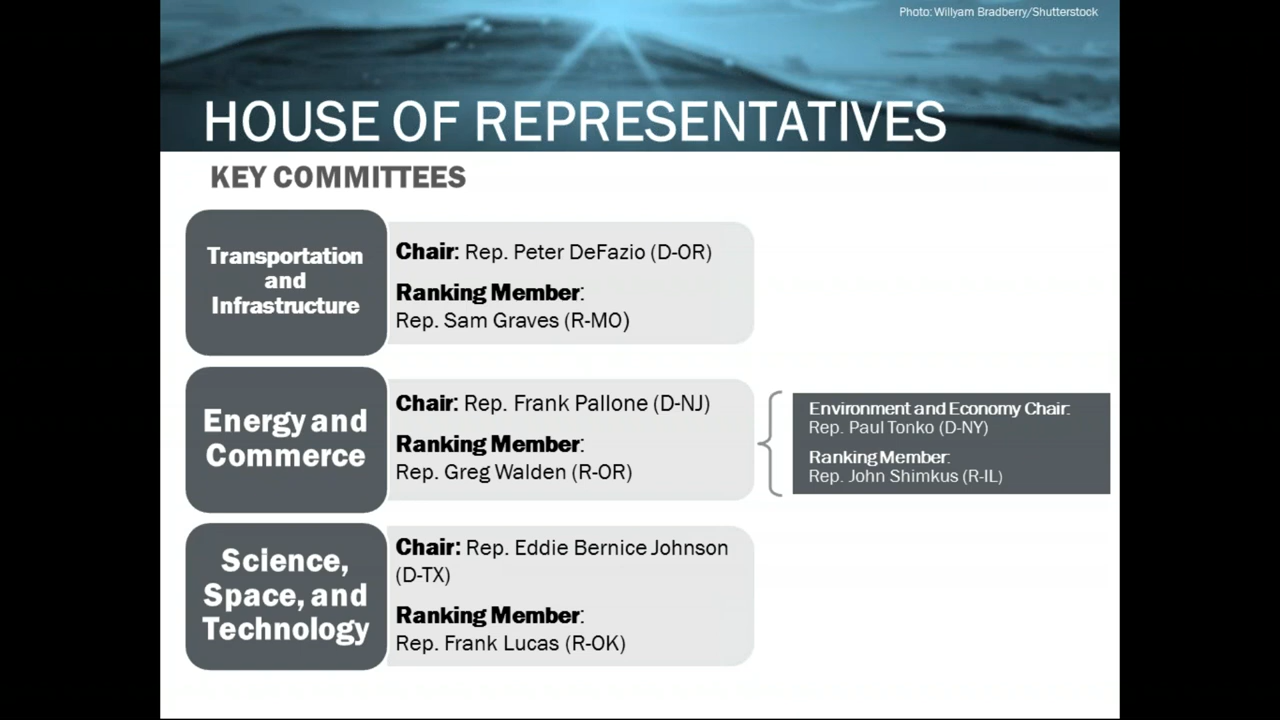 Photo: Willyam Bradberry/Shutterstock
HOUSE OF REPRESENTATIVES
KEY COMMITTEES
Transportation
and
Infrastructure
Chair: Rep. Peter DeFazio (D-OR)
Ranking Member:
Rep. Sam Graves (R-MO)
Energy and
Commerce
Chair: Rep. Frank Pallone (D-NJ)
Ranking Member:
Rep. Greg Walden (R-OR)
Environment and Economy Chair:
Rep. Paul Tonko (D-NY)
Ranking Member:
Rep. John Shimkus (R-IL)
Science,
Space, and
Technology
Chair: Rep. Eddie Bernice Johnson
(D-TX)
Ranking Member:
Rep. Frank Lucas (R-OK)